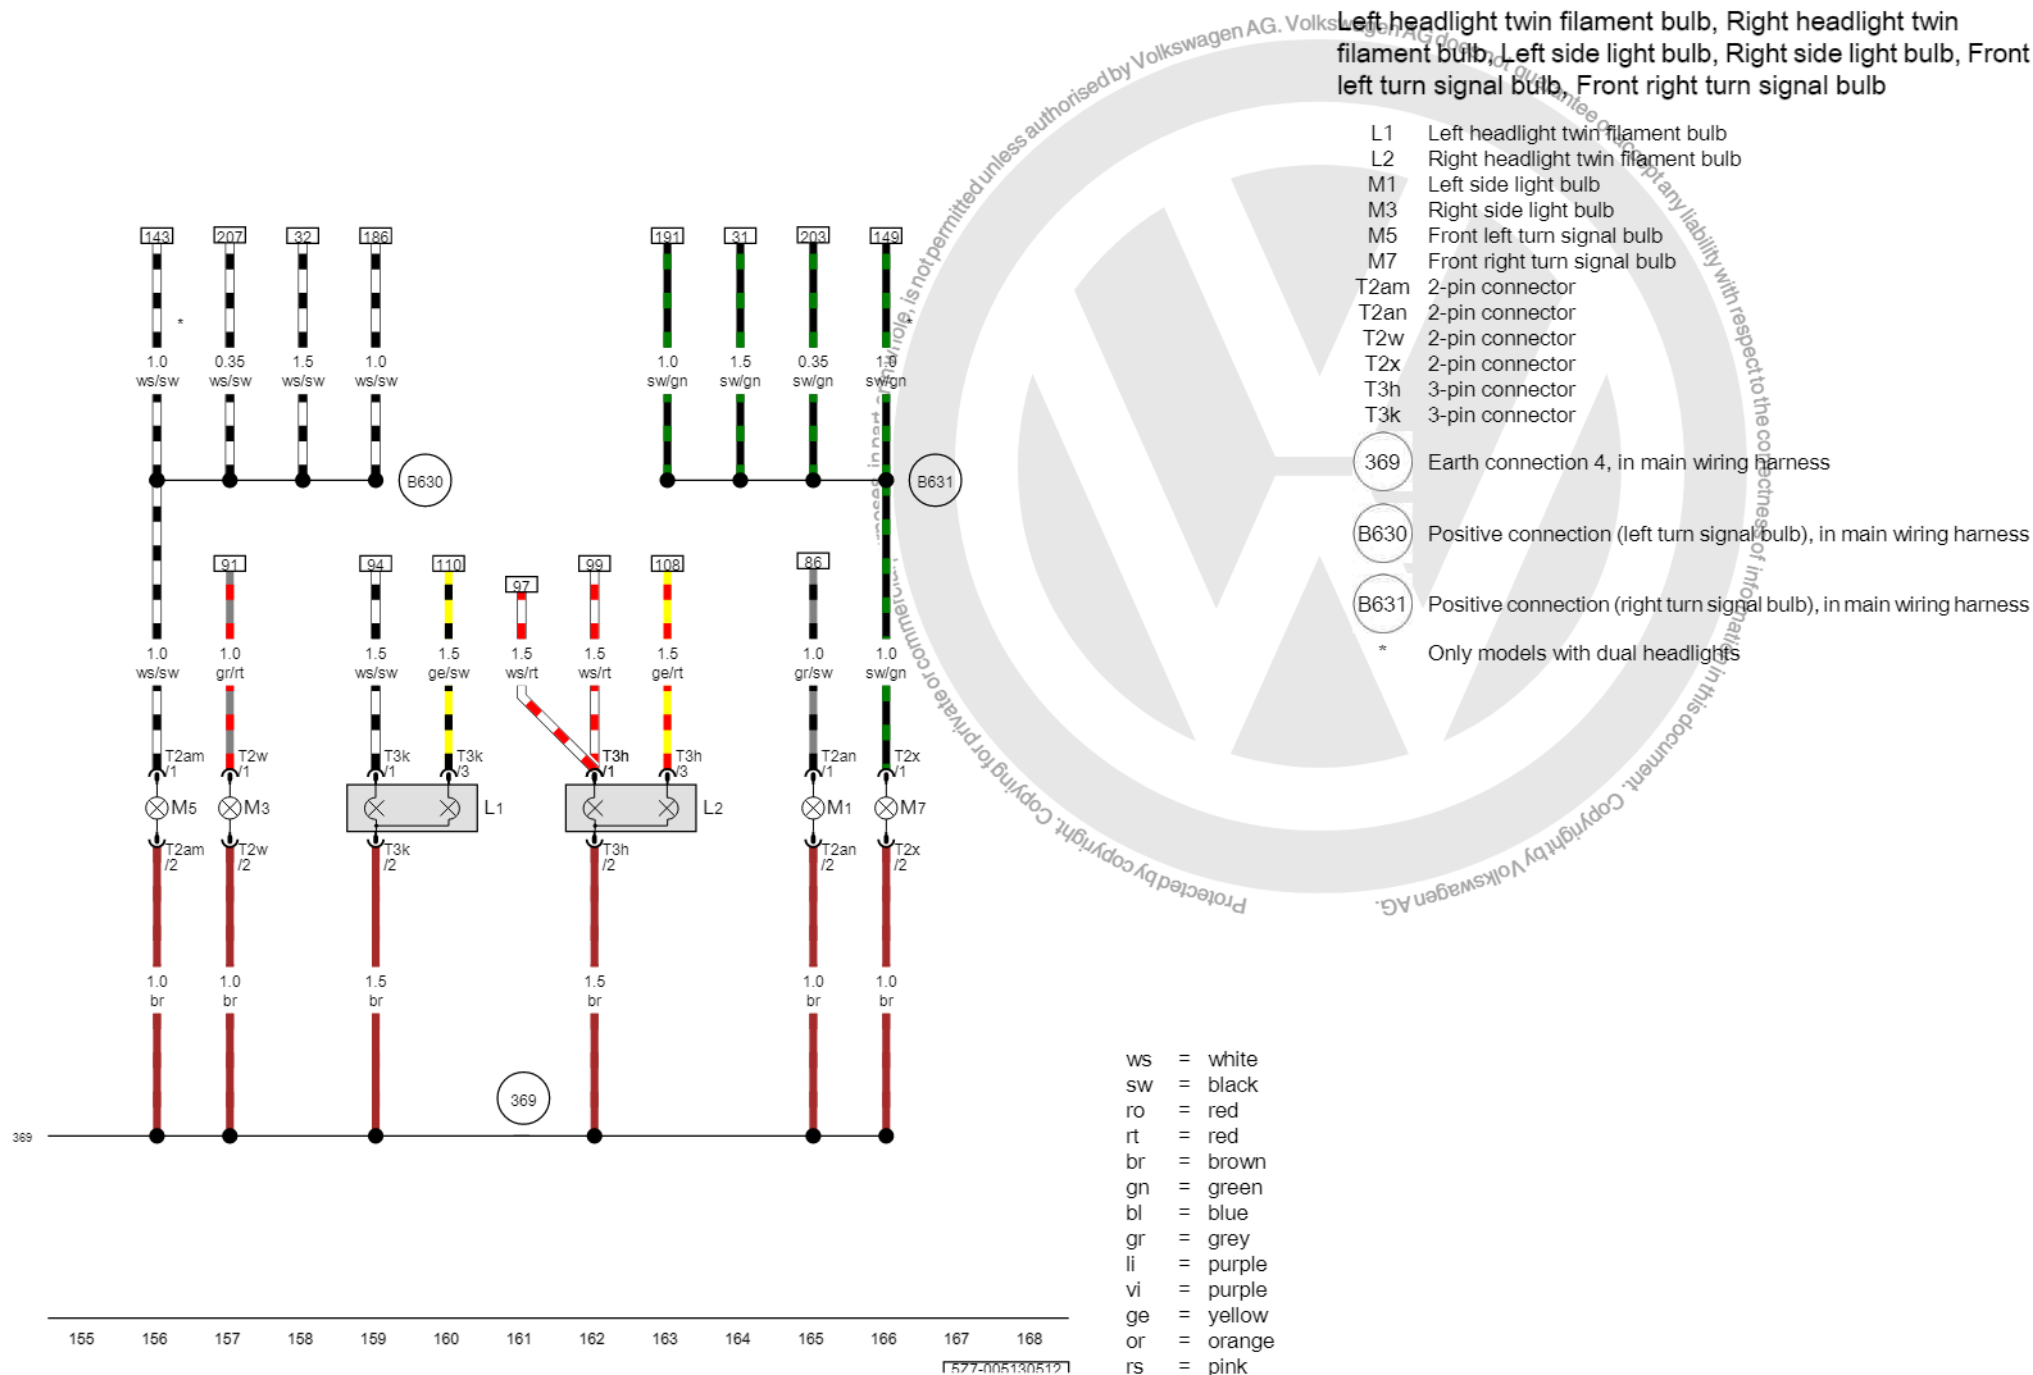 Left headlight twin filament bulb, Right headlight twin
filament bulb, Left side light bulb, Right side light bulb, Front
left turn signal bulb, Front right turn signal bulb
L1 Left headlight twin filament bulb
L2 Right headlight twin filament bulb
M1 Left side light bulb
M3 Right side light bulb
M5 Front left turn signal bulb
M7 Front right turn signal bulb
T2am 2-pin connector
T2an 2-pin connector
T2w 2-pin connector
T2x 2-pin connector
T3h 3-pin connector
T3k 3-pin connector
369 Earth connection 4, in main wiring harness
B630 Positive connection (left turn signal bulb), in main wiring harness
B631 Positive connection (right turn signal bulb), in main wiring harness
* Only models with dual headlights
143 207 32 186 191 31 203 149
* *
1.0 0.35 1.5 1.0 1.0 1.5 0.35 1.0
ws/sw ws/sw ws/sw ws/sw sw/gn sw/gn sw/gn sw/gn
B630 B631
91 94 110 97 99 108 86
1.0 1.0 1.5 1.5 1.5 1.5 1.5 1.0 1.0
ws/sw gr/rt ws/sw ge/sw ws/rt ws/rt ge/rt gr/sw sw/gn
T2am T2w T3k T3k T3h T3h T2an T2x
/1 /1 /1 /3 /1 /3 /1 /1
M5 M3 L1 L2 M1 M7
T2am T2w T3k T3h T2an T2x
/2 /2 /2 /2 /2 /2
1.0 1.0 1.5 1.5 1.0 1.0
br br br br br br
369
369
155 156 157 158 159 160 161 162 163 164 165 166 167 168
5Z7-005130512
ws = white
sw = black
ro = red
rt = red
br = brown
gn = green
bl = blue
gr = grey
li = purple
vi = purple
ge = yellow
or = orange
rs = pink
Protected by copyright. Copying for private or commercial purposes, in part or in whole, is not permitted unless authorised by Volkswagen AG. Volkswagen AG does not guarantee or accept any liability with respect to the correctness of information in this document. Copyright by Volkswagen AG.